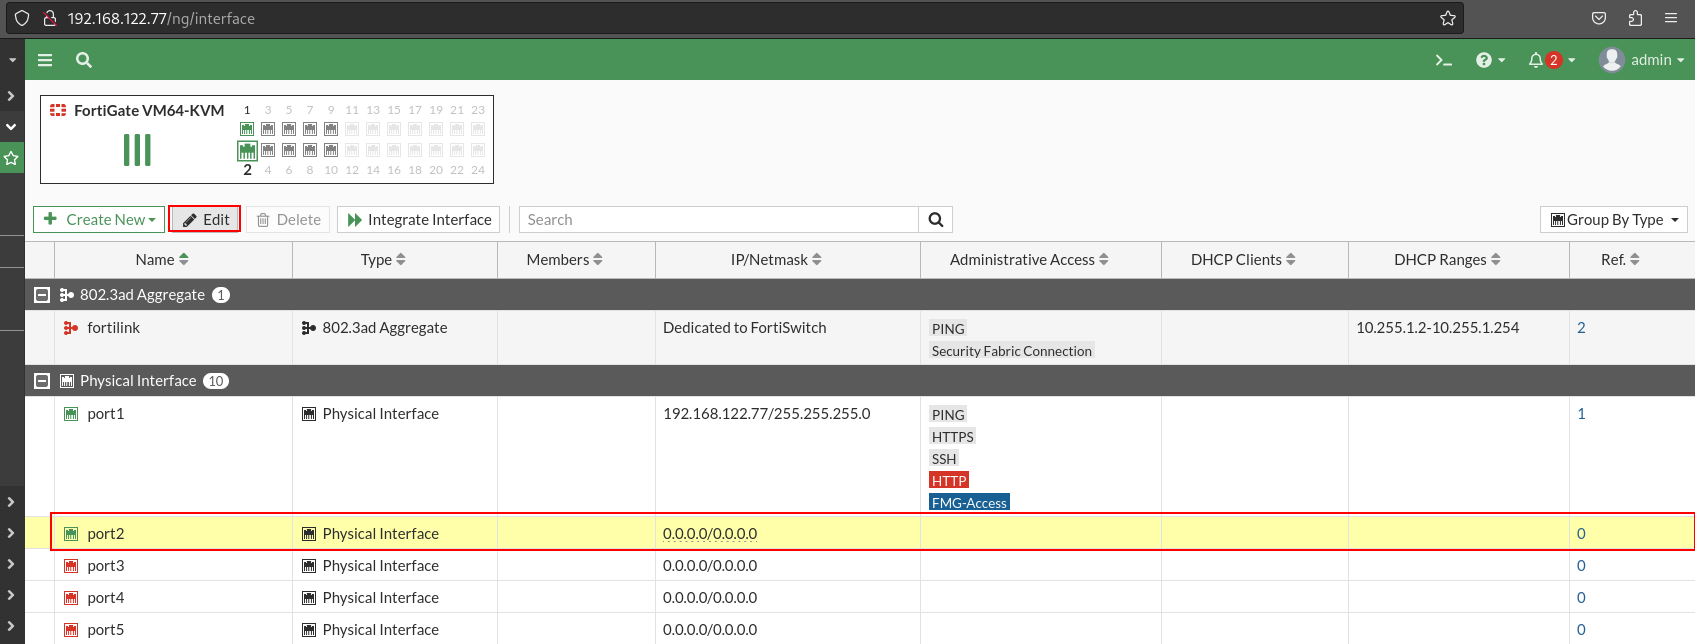 192.168.122.77/ng/interface
2 admin
FortiGate VM64-KVM
1 3 5 7 9 11 13 15 17 19 21 23
2 4 6 8 10 12 14 16 18 20 22 24
Create New Edit Delete Integrate Interface Search Group By Type
Name Type Members IP/Netmask Administrative Access DHCP Clients DHCP Ranges Ref.
802.3ad Aggregate 1
fortilink 802.3ad Aggregate Dedicated to FortiSwitch PING 10.255.1.2-10.255.1.254 2
Security Fabric Connection
Physical Interface 10
port1 Physical Interface 192.168.122.77/255.255.255.0 PING 1
HTTPS
SSH
HTTP
FMG-Access
port2 Physical Interface 0.0.0.0/0.0.0.0 0
port3 Physical Interface 0.0.0.0/0.0.0.0 0
port4 Physical Interface 0.0.0.0/0.0.0.0 0
port5 Physical Interface 0.0.0.0/0.0.0.0 0